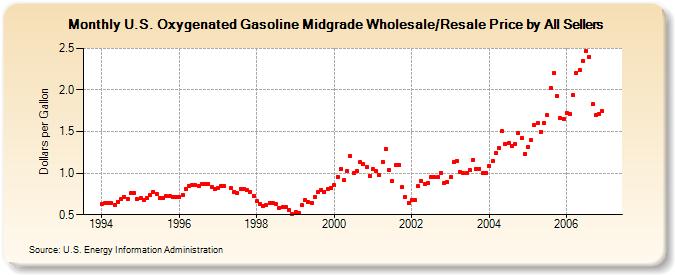 Monthly U.S. Oxygenated Gasoline Midgrade Wholesale/Resale Price by All Sellers
Dollars per Gallon
2.5
2.0
1.5
1.0
0.5
1994 1996 1998 2000 2002 2004 2006
Source: U.S. Energy Information Administration